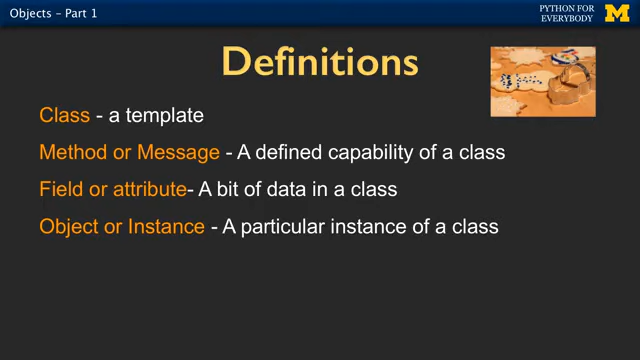 Objects – Part 1
PYTHON FOR
EVERYBODY
M
Definitions
Class - a template
Method or Message - A defined capability of a class
Field or attribute- A bit of data in a class
Object or Instance - A particular instance of a class